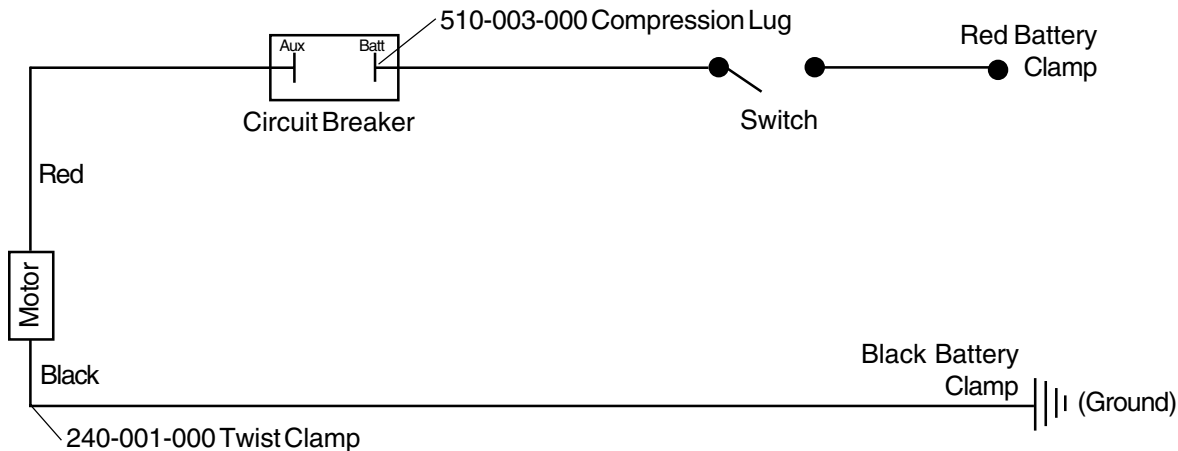 510-003-000 Compression Lug
Aux
Batt
Red Battery
Clamp
Circuit Breaker
Switch
Red
Motor
Black Battery
Clamp
Black
(Ground)
240-001-000 Twist Clamp